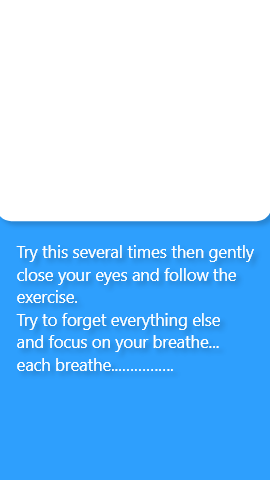 Try this several times then gently
close your eyes and follow the
exercise.
Try to forget everything else
and focus on your breathe...
each breathe................